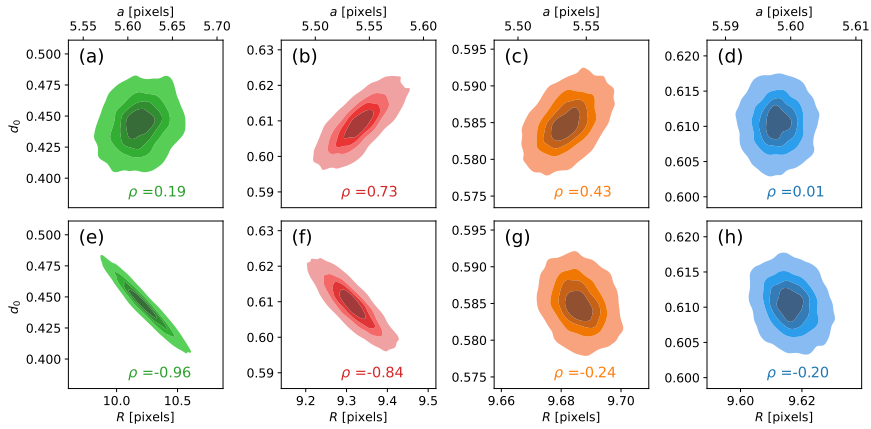 a [pixels] a [pixels] a [pixels] a [pixels]
5.55 5.60 5.65 5.70 5.50 5.55 5.60 5.50 5.55 5.59 5.60 5.61
(a) (b) (c) (d)
0.500 0.63 0.595 0.620
0.475 0.62 0.590 0.615
0.450 0.61 0.585 0.610
0.425 0.60 0.580 0.605
0.400 0.59 0.575 0.600
d₀
ρ =0.19 ρ =0.73 ρ =0.43 ρ =0.01
(e) (f) (g) (h)
0.500 0.63 0.595 0.620
0.475 0.62 0.590 0.615
0.450 0.61 0.585 0.610
0.425 0.60 0.580 0.605
0.400 0.59 0.575 0.600
d₀
ρ =-0.96 ρ =-0.84 ρ =-0.24 ρ =-0.20
10.0 10.5 9.2 9.3 9.4 9.5 9.66 9.68 9.70 9.60 9.62
R [pixels] R [pixels] R [pixels] R [pixels]